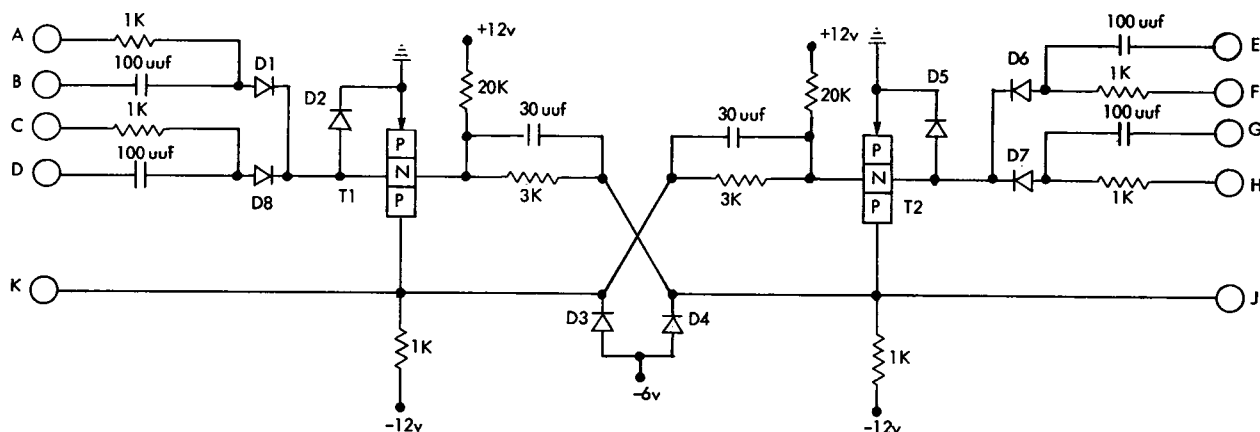 A
1K
B
100 uuf
D1
C
1K
D
100 uuf
D8
D2
P
N
P
T1
+12v
20K
30 uuf
3K
+12v
20K
30 uuf
3K
D5
P
N
P
T2
D6
D7
100 uuf
E
1K
F
100 uuf
G
1K
H
K
J
D3
D4
1K
-6v
1K
-12v
-12v